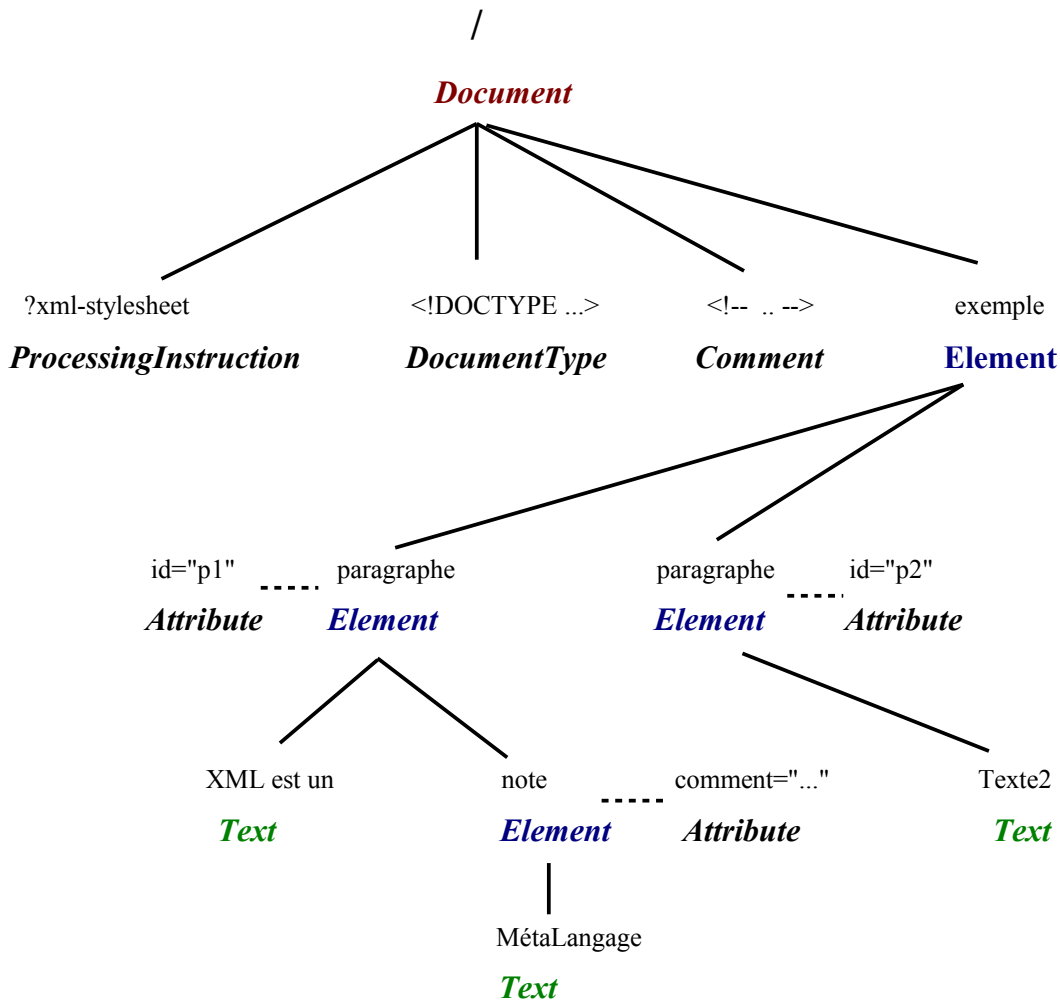 /
Document
?xml-stylesheet <!DOCTYPE ...> <!-- .. --> exemple
ProcessingInstruction DocumentType Comment Element
id="p1" paragraphe paragraphe id="p2"
Attribute Element Element Attribute
XML est un note comment="..." Texte2
Text Element Attribute Text
MétaLangage
Text